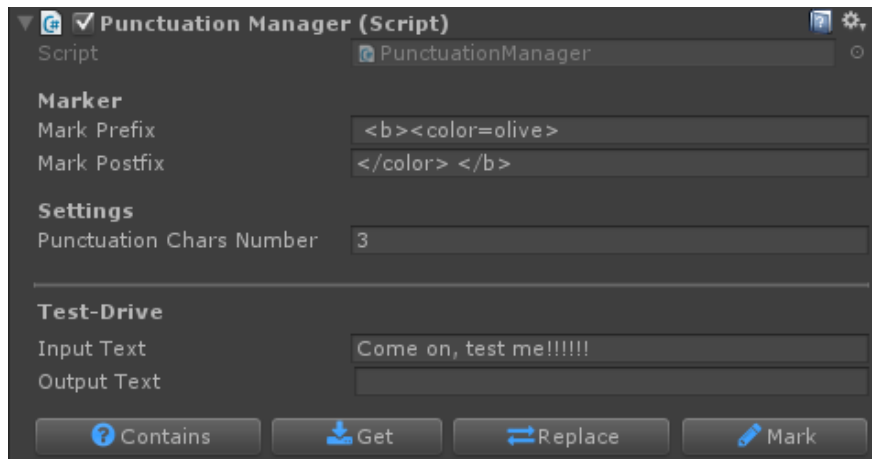 Punctuation Manager (Script)
Script PunctuationManager
Marker
Mark Prefix <b><color=olive>
Mark Postfix </color> </b>
Settings
Punctuation Chars Number 3
Test-Drive
Input Text Come on, test me!!!!!!
Output Text
Contains Get Replace Mark